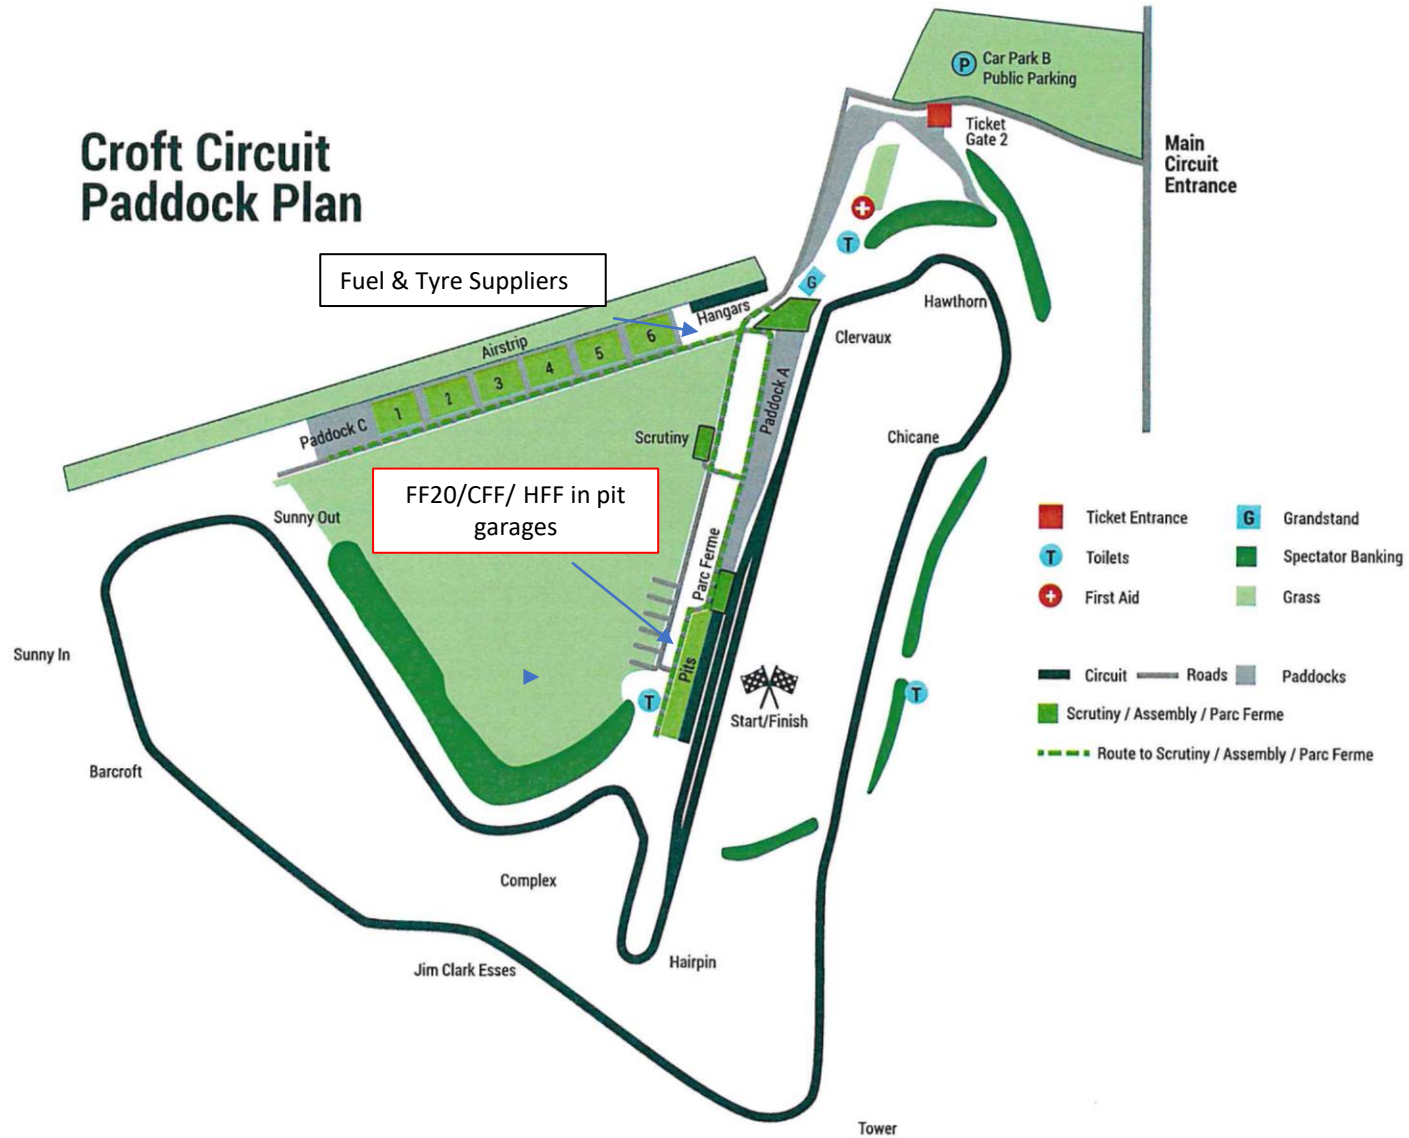 Croft Circuit
Paddock Plan
P
Car Park B
Public Parking
Ticket
Gate 2
Main
Circuit
Entrance
T
G
Fuel & Tyre Suppliers
Hangars
Hawthorn
Clervaux
Airstrip
1
2
3
4
5
6
Paddock C
Paddock A
Scrutiny
Chicane
FF20/CFF/ HFF in pit
garages
Sunny Out
Parc Ferme
Sunny In
Pits
T
Start/Finish
T
Barcroft
Complex
Jim Clark Esses
Hairpin
Tower
Ticket Entrance
G
Grandstand
T
Toilets
Spectator Banking
First Aid
Grass
Circuit
Roads
Paddocks
Scrutiny / Assembly / Parc Ferme
Route to Scrutiny / Assembly / Parc Ferme